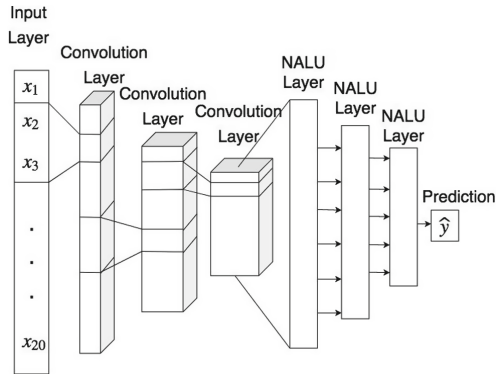 Input
Layer
Convolution
Layer
Convolution
Layer
Convolution
Layer
NALU
Layer
NALU
Layer
NALU
Layer
Prediction
x1
x2
x3
.
.
.
x20
ŷ